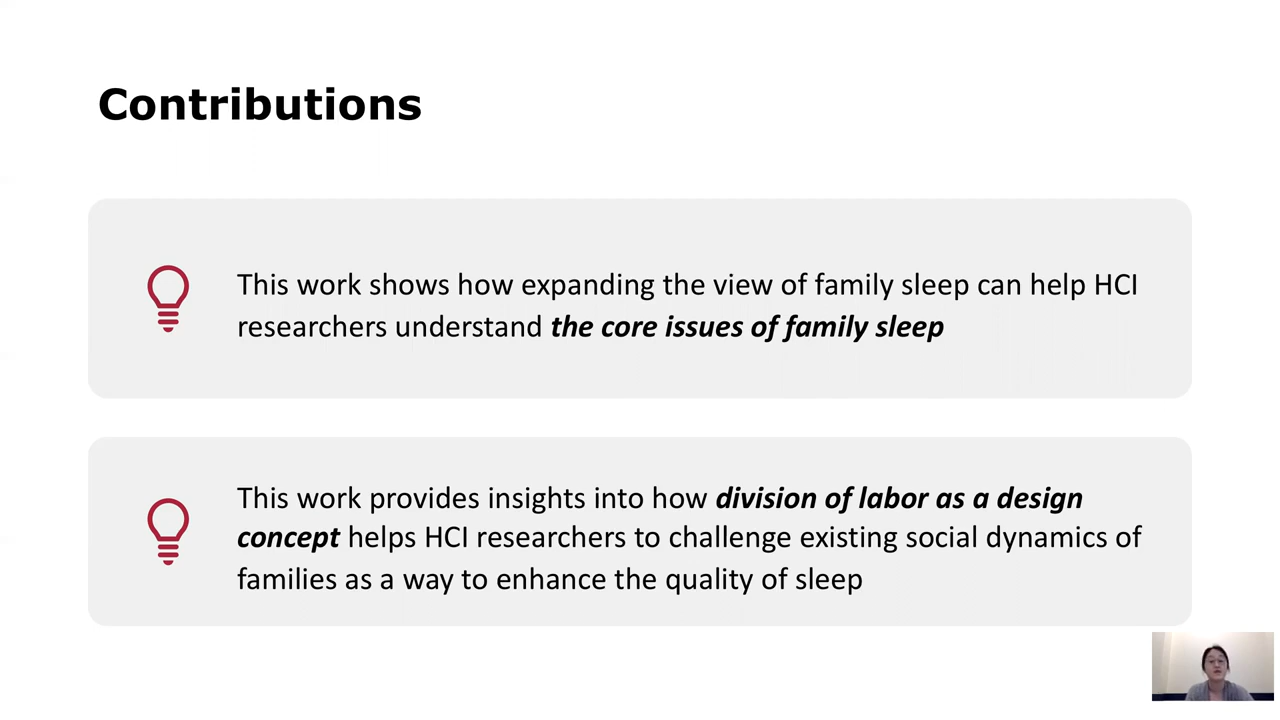 Contributions
This work shows how expanding the view of family sleep can help HCI
researchers understand the core issues of family sleep
This work provides insights into how division of labor as a design
concept helps HCI researchers to challenge existing social dynamics of
families as a way to enhance the quality of sleep